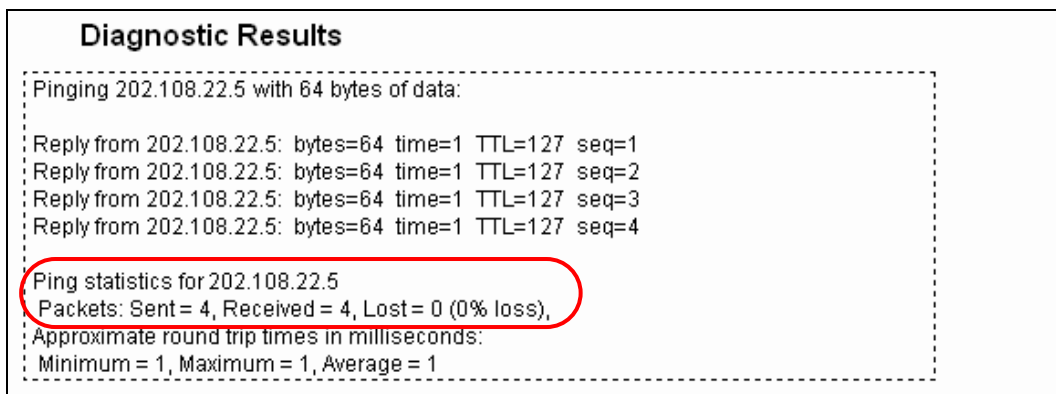 Diagnostic Results
Pinging 202.108.22.5 with 64 bytes of data:
Reply from 202.108.22.5: bytes=64 time=1 TTL=127 seq=1
Reply from 202.108.22.5: bytes=64 time=1 TTL=127 seq=2
Reply from 202.108.22.5: bytes=64 time=1 TTL=127 seq=3
Reply from 202.108.22.5: bytes=64 time=1 TTL=127 seq=4
Ping statistics for 202.108.22.5
Packets: Sent = 4, Received = 4, Lost = 0 (0% loss),
Approximate round trip times in milliseconds:
Minimum = 1, Maximum = 1, Average = 1